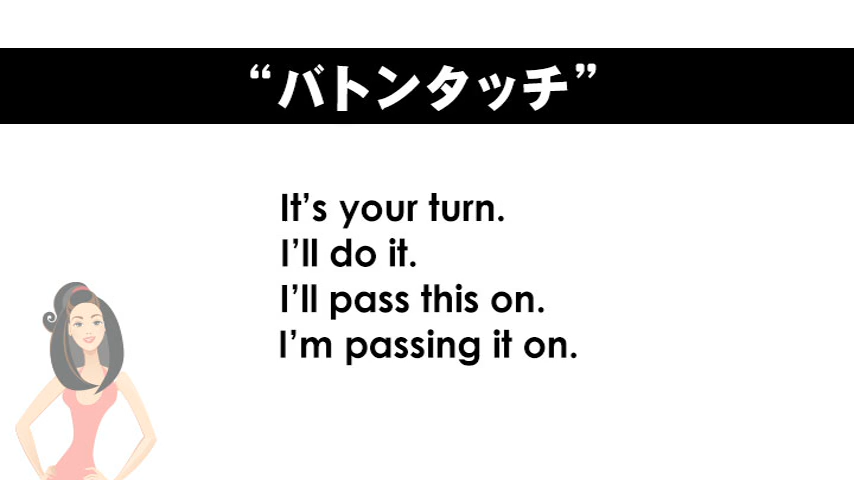 “バトンタッチ”
It’s your turn.
I’ll do it.
I’ll pass this on.
I’m passing it on.